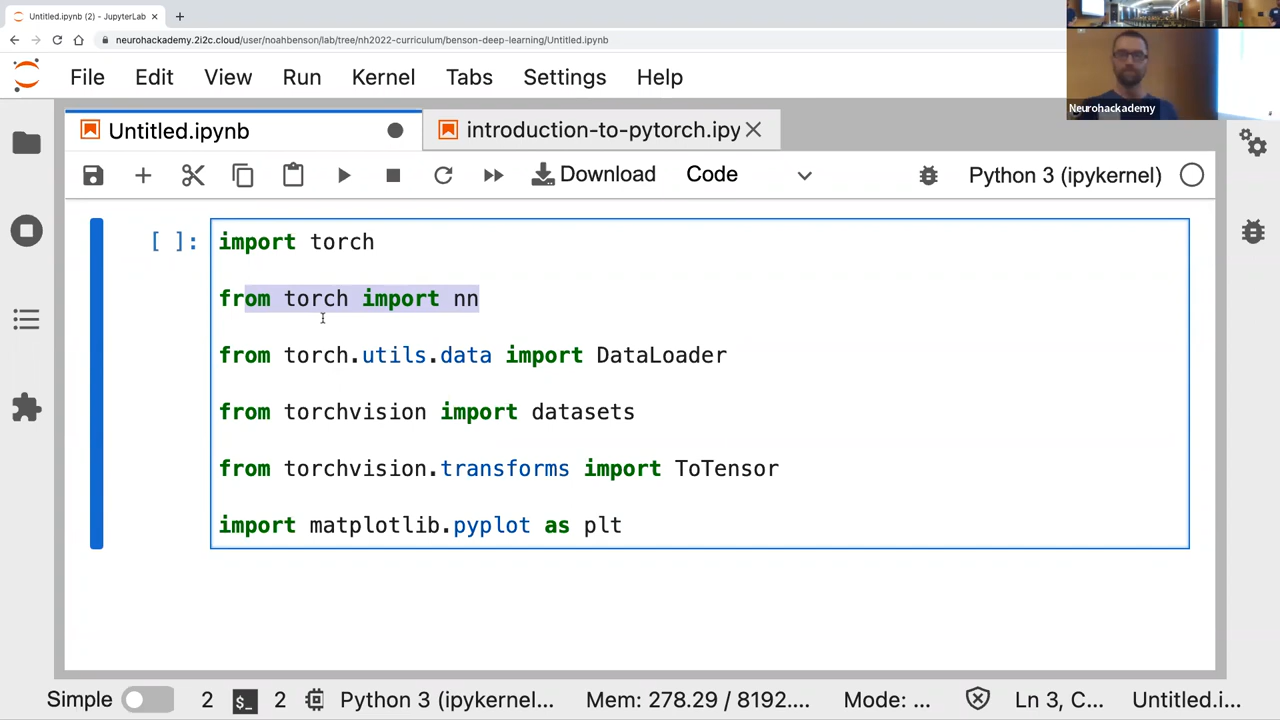 Untitled.ipynb (2) - JupyterLab
neurohackademy.2i2c.cloud/user/noahbenson/lab/tree/nh2022-curriculum/benson-deep-learning/Untitled.ipynb
File Edit View Run Kernel Tabs Settings Help
Neurohackademy
Untitled.ipynb
introduction-to-pytorch.ipy
Download Code Python 3 (ipykernel)
[ ]:
import torch
from torch import nn
from torch.utils.data import DataLoader
from torchvision import datasets
from torchvision.transforms import ToTensor
import matplotlib.pyplot as plt
Simple 2 $_ 2 Python 3 (ipykernel... Mem: 278.29 / 8192.... Mode: ... Ln 3, C... Untitled.i...